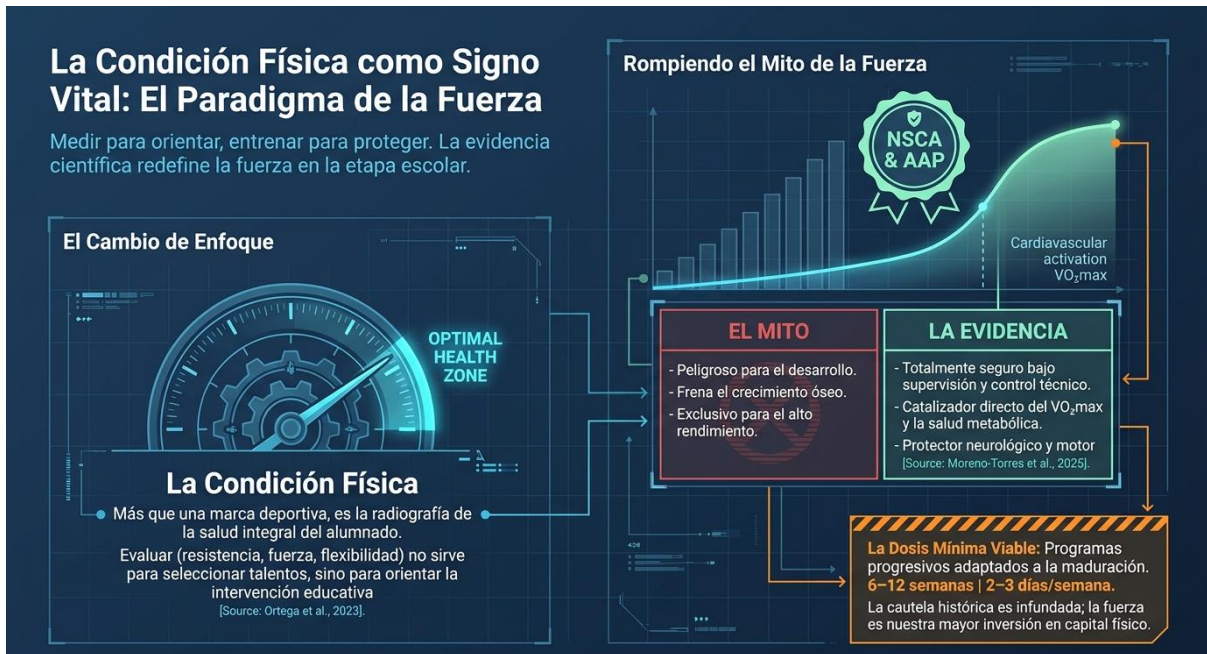 La Condición Física como Signo
Vital: El Paradigma de la Fuerza
Medir para orientar, entrenar para proteger. La evidencia
científica redefine la fuerza en la etapa escolar.
El Cambio de Enfoque
OPTIMAL
HEALTH
ZONE
La Condición Física
Más que una marca deportiva, es la radiografía de
la salud integral del alumnado.
Evaluar (resistencia, fuerza, flexibilidad) no sirve
para seleccionar talentos, sino para orientar la
intervención educativa
[Source: Ortega et al., 2023].
Rompiendo el Mito de la Fuerza
NSCA
& AAP
Cardiavascular
activation
VO₂max
EL MITO
- Peligroso para el desarrollo.
- Frena el crecimiento óseo.
- Exclusivo para el alto
rendimiento.
LA EVIDENCIA
- Totalmente seguro bajo
supervisión y control técnico.
- Catalizador directo del VO₂max
y la salud metabólica.
- Protector neurológico y motor
[Source: Moreno-Torres et al., 2025].
La Dosis Mínima Viable: Programas
progresivos adaptados a la maduración.
6–12 semanas | 2–3 días/semana.
La cautela histórica es infundada; la fuerza
es nuestra mayor inversión en capital físico.